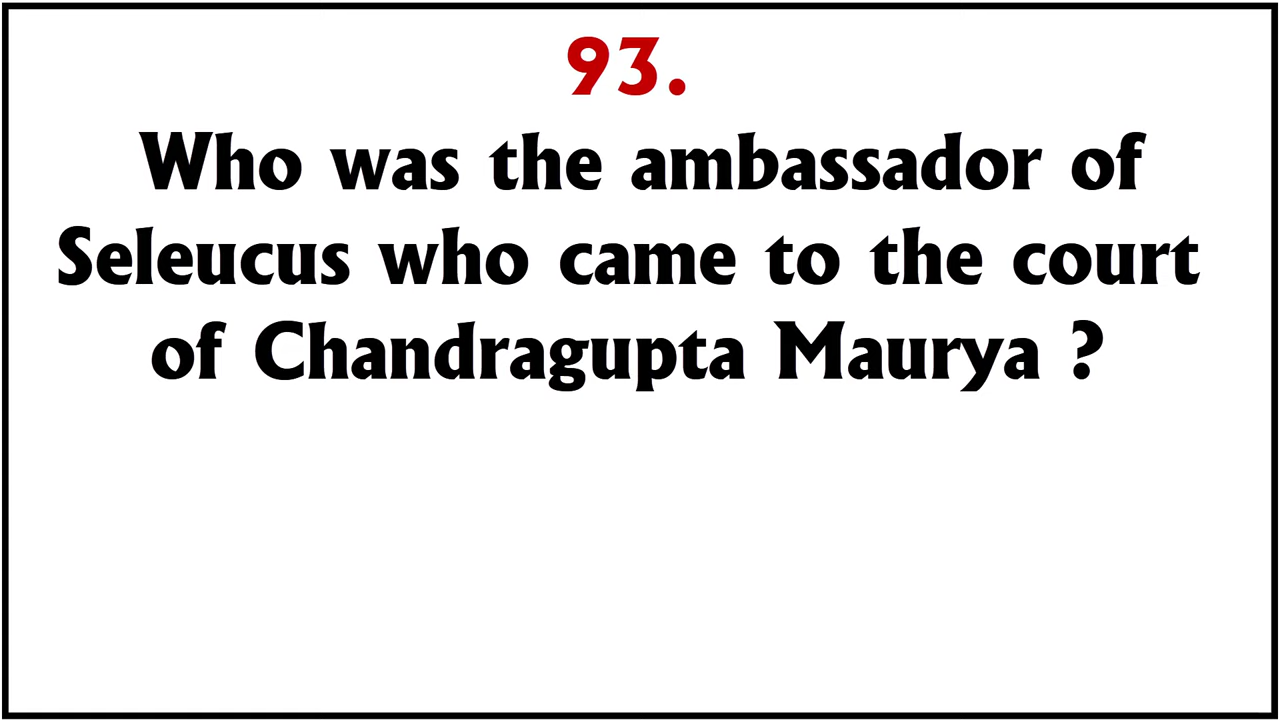 93.
Who was the ambassador of
Seleucus who came to the court
of Chandragupta Maurya ?